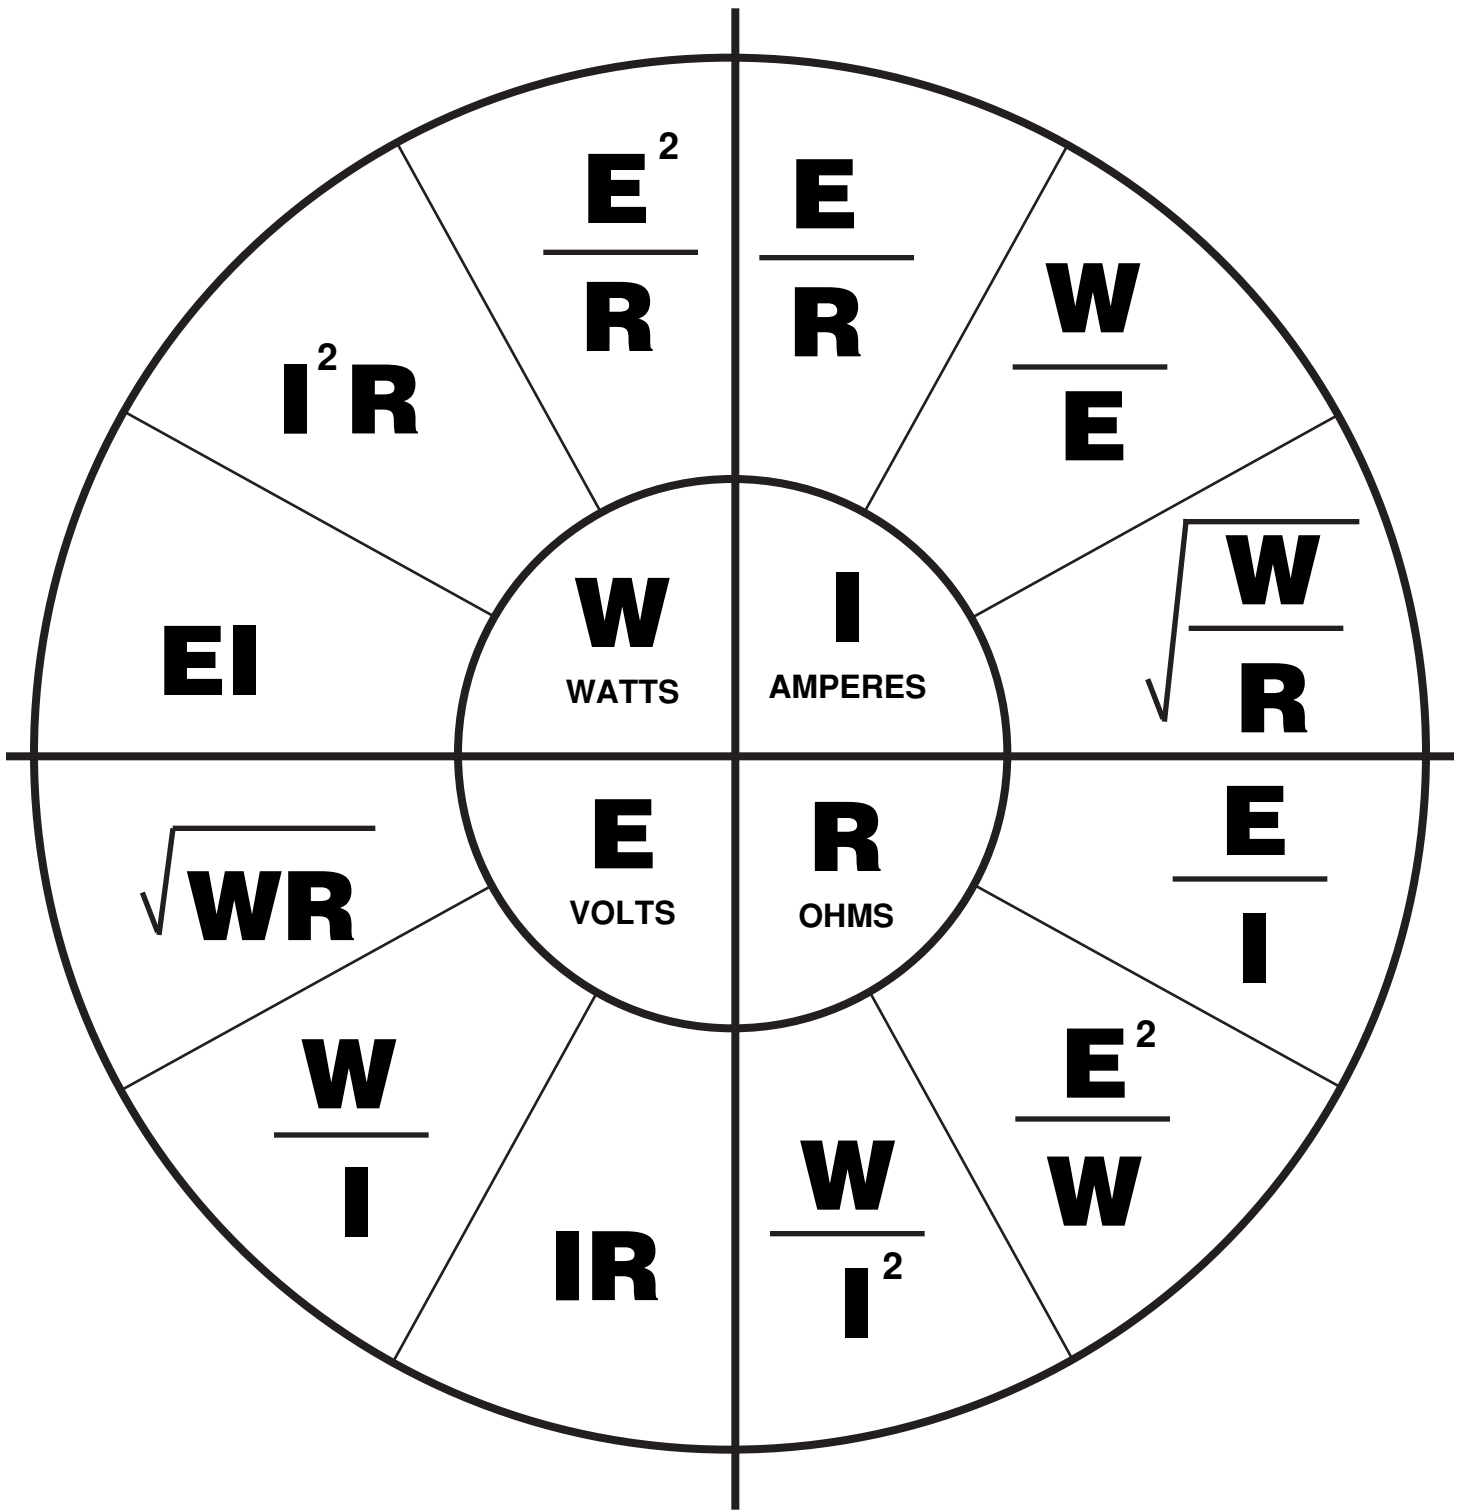 E²/R
E/R
W/E
√(W/R)
I²R
EI
W
WATTS
I
AMPERES
E
VOLTS
R
OHMS
√WR
E/I
W/I
E²/W
IR
W/I²